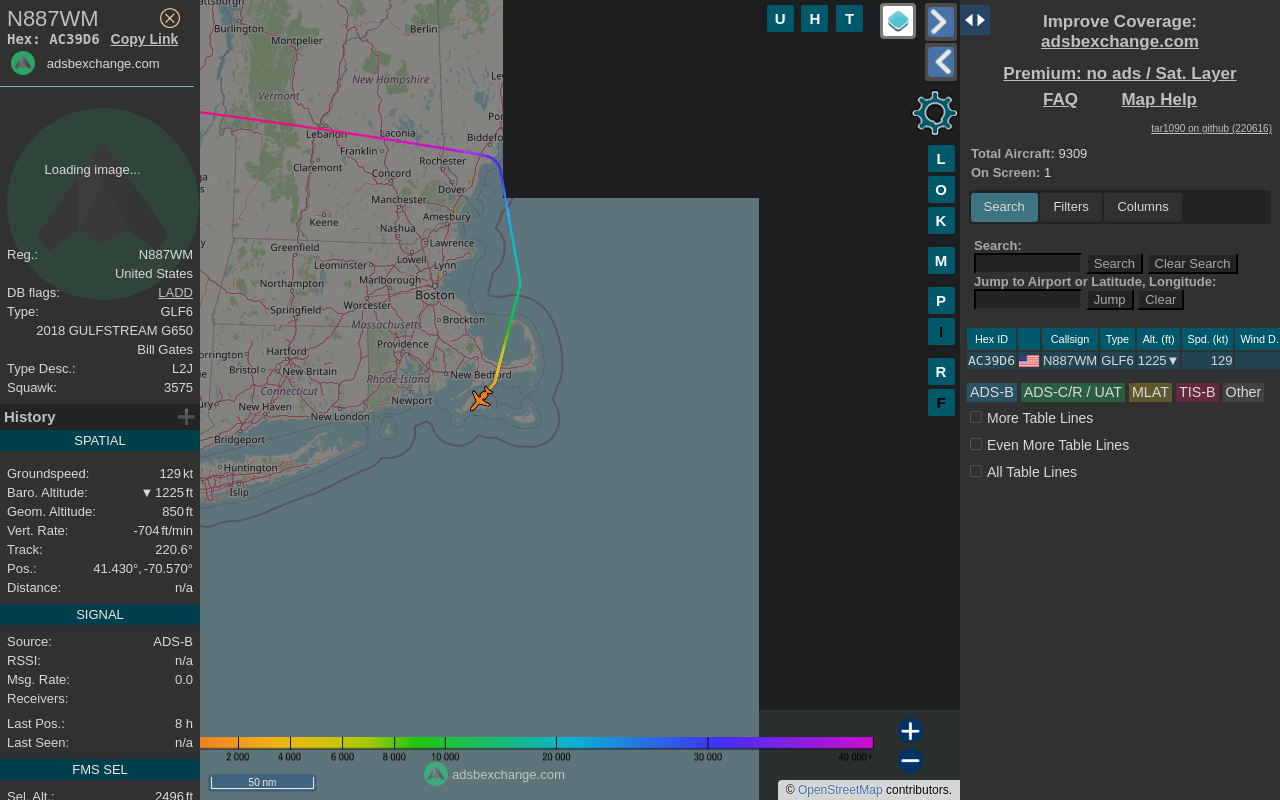 N887WM
Hex: AC39D6 Copy Link
adsbexchange.com
Loading image...
Reg.: N887WM
United States
DB flags: LADD
Type: GLF6
2018 GULFSTREAM G650
Bill Gates
Type Desc.: L2J
Squawk: 3575
History
SPATIAL
Groundspeed: 129 kt
Baro. Altitude: ▼ 1225 ft
Geom. Altitude: 850 ft
Vert. Rate: -704 ft/min
Track: 220.6°
Pos.: 41.430°, -70.570°
Distance: n/a
SIGNAL
Source: ADS-B
RSSI: n/a
Msg. Rate: 0.0
Receivers:
Last Pos.: 8 h
Last Seen: n/a
FMS SEL
Sel. Alt.: 2496 ft
Burlington
Montpelier
Berlin
New Hampshire
Vermont
Lebanon
Laconia
Franklin
Claremont
Concord
Rochester
Dover
Manchester
Amesbury
Keene
Nashua
Lawrence
Greenfield
Lowell
Leominster
Lynn
Northampton
Marlborough
Boston
Worcester
Springfield
Massachusetts
Brockton
Providence
Hartford
New Britain
Bristol
Rhode Island
New Bedford
Connecticut
Newport
New Haven
New London
Bridgeport
Huntington
Islip
U H T
L
O
K
M
P
I
R
F
2 000 4 000 6 000 8 000 10 000 20 000 30 000 40 000+
adsbexchange.com
50 nm
© OpenStreetMap contributors.
Improve Coverage:
adsbexchange.com
Premium: no ads / Sat. Layer
FAQ Map Help
tar1090 on github (220616)
Total Aircraft: 9309
On Screen: 1
Search Filters Columns
Search:
Search Clear Search
Jump to Airport or Latitude, Longitude:
Jump Clear
Hex ID Callsign Type Alt. (ft) Spd. (kt) Wind D.
AC39D6 N887WM GLF6 1225▼ 129
ADS-B ADS-C/R / UAT MLAT TIS-B Other
More Table Lines
Even More Table Lines
All Table Lines